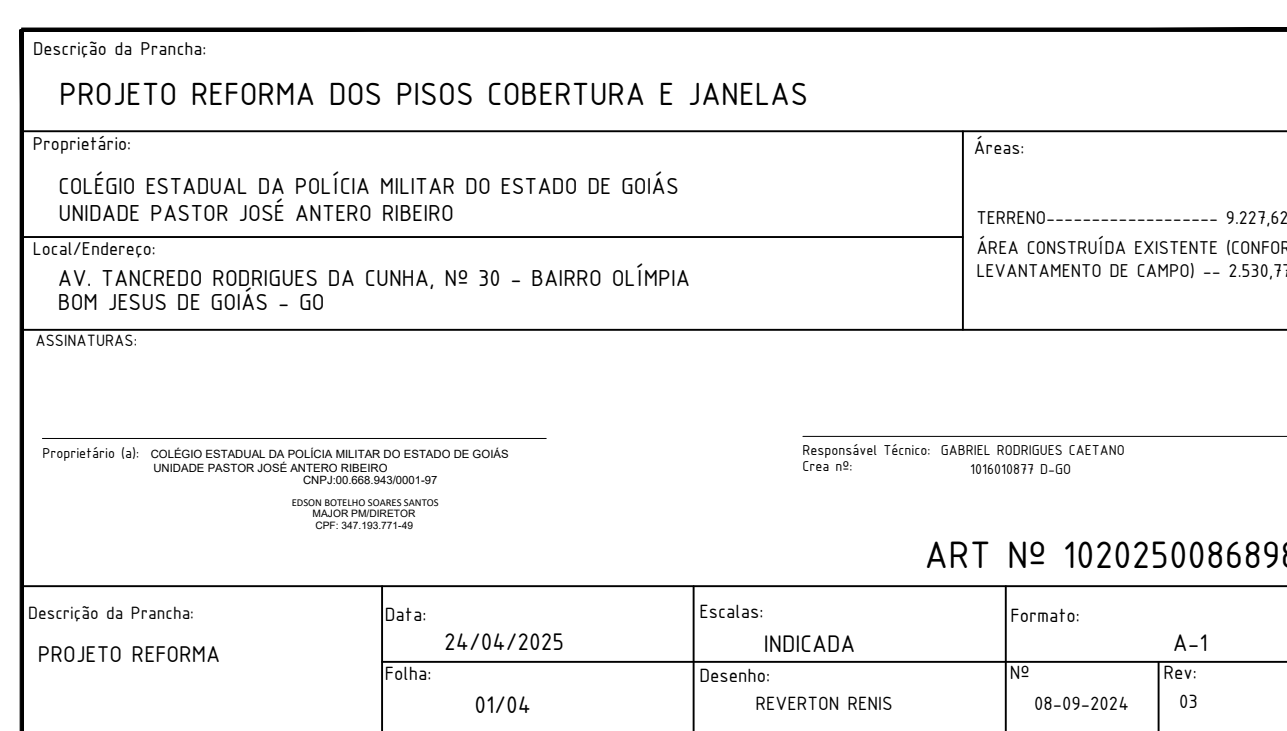 Descrição da Prancha:
PROJETO REFORMA DOS PISOS COBERTURA E JANELAS
Proprietário:
COLÉGIO ESTADUAL DA POLÍCIA MILITAR DO ESTADO DE GOIÁS
UNIDADE PASTOR JOSÉ ANTERO RIBEIRO
Áreas:
TERRENO------------------- 9.227,62
ÁREA CONSTRUÍDA EXISTENTE (CONFOR
LEVANTAMENTO DE CAMPO) -- 2.530,77
Local/Endereço:
AV. TANCREDO RODRIGUES DA CUNHA, Nº 30 - BAIRRO OLÍMPIA
BOM JESUS DE GOIÁS - GO
ASSINATURAS:
Proprietário (a): COLÉGIO ESTADUAL DA POLÍCIA MILITAR DO ESTADO DE GOIÁS
UNIDADE PASTOR JOSÉ ANTERO RIBEIRO
CNPJ:00.668.943/0001-97
EDSON BOTELHO SOARES SANTOS
MAJOR PM/DIRETOR
CPF: 347.193.771-49
Responsável Técnico: GABRIEL RODRIGUES CAETANO
Crea nº: 1016010877 D-GO
ART Nº 1020250086898
Descrição da Prancha:
PROJETO REFORMA
Data:
24/04/2025
Escalas:
INDICADA
Formato:
A-1
Folha:
01/04
Desenho:
REVERTON RENIS
Nº
08-09-2024
Rev:
03